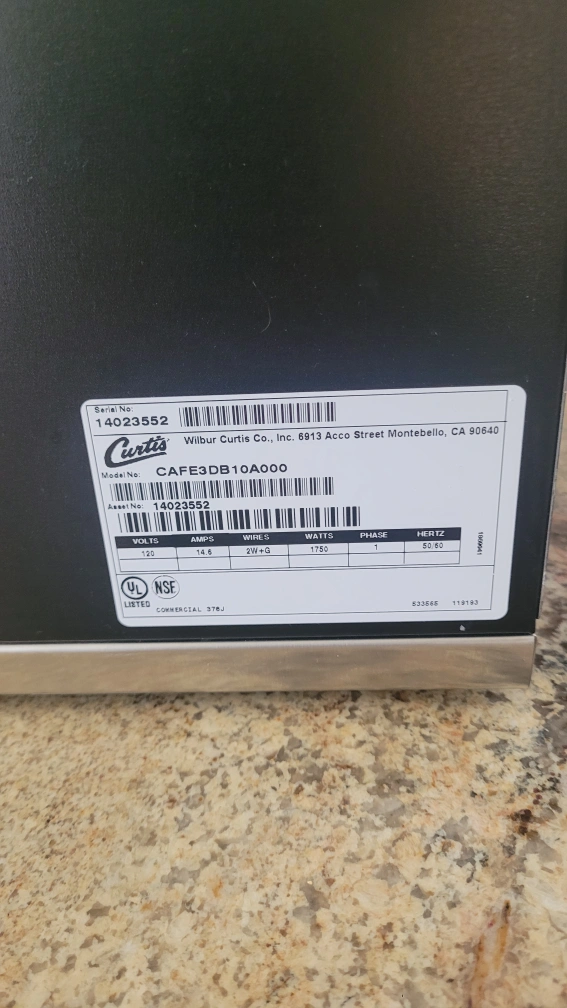 Serial No:
14023552
Curtis
Wilbur Curtis Co., Inc. 6913 Acco Street Montebello, CA 90640
Model No: CAFE3DB10A000
Asset No: 14023552
VOLTS AMPS WIRES WATTS PHASE HERTZ
120 14.6 2W+G 1750 1 50/60
UL NSF
LISTED COMMERCIAL 376J